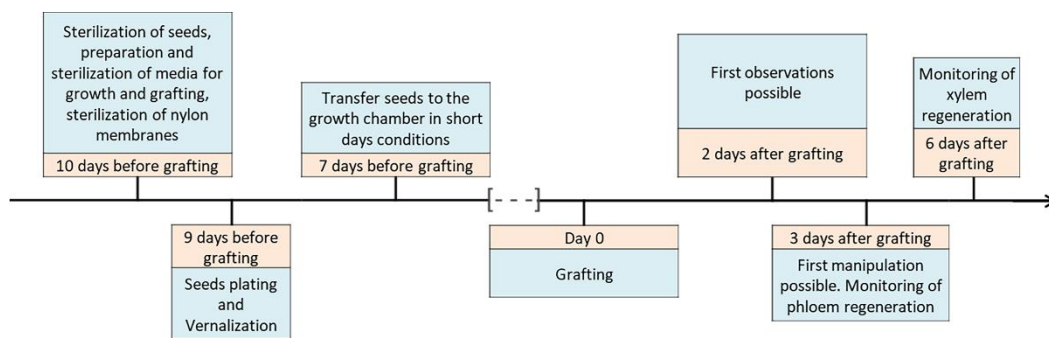 Sterilization of seeds,
preparation and
sterilization of media for
growth and grafting,
sterilization of nylon
membranes
10 days before grafting
9 days before
grafting
Seeds plating
and
Vernalization
Transfer seeds to the
growth chamber in short
days conditions
7 days before grafting
Day 0
Grafting
First observations
possible
2 days after grafting
3 days after grafting
First manipulation
possible. Monitoring of
phloem regeneration
Monitoring of
xylem
regeneration
6 days after
grafting